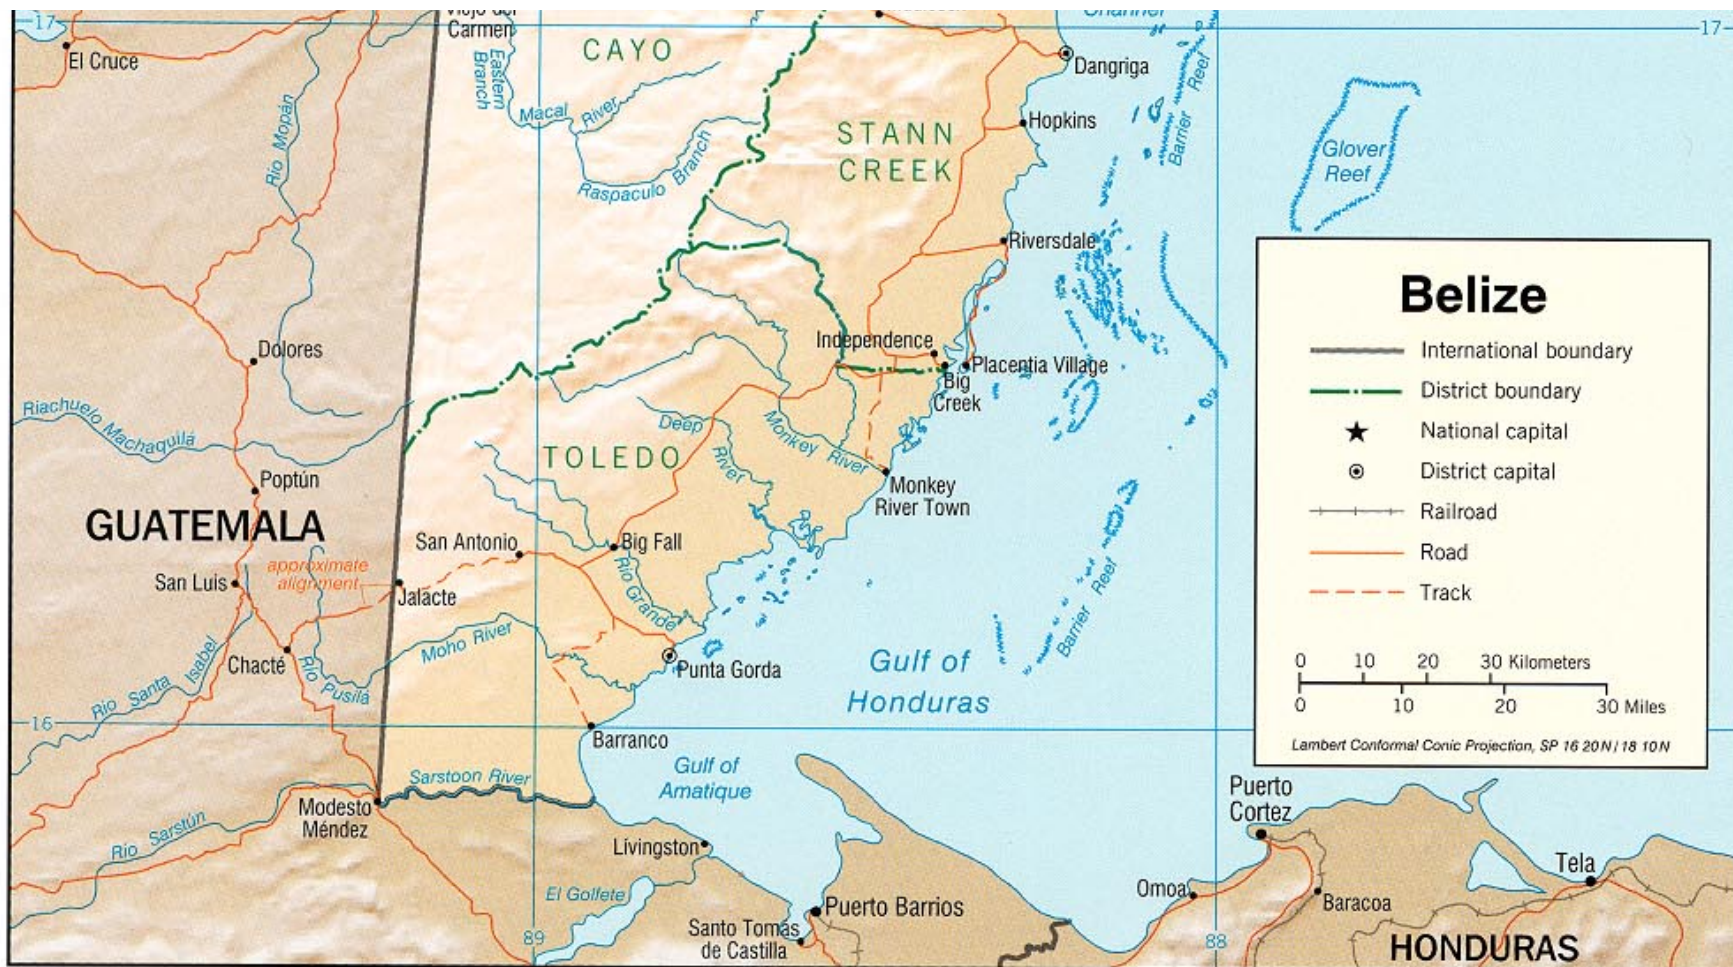 17
Carmen
Channel
17
CAYO
El Cruce
Eastern
Branch
Dangriga
Barrier Reef
Macal River
Río Mopán
Hopkins
STANN
CREEK
Glover
Reef
Raspaculo Branch
Riversdale
Belize
International boundary
District boundary
National capital
District capital
Railroad
Road
Track
0 10 20 30 Kilometers
0 10 20 30 Miles
Lambert Conformal Conic Projection, SP 16 20 N / 18 10 N
Independence
Dolores
Placentia Village
Big
Creek
Riachuelo Machaquilá
Deep River
Monkey River
TOLEDO
Poptún
Monkey
River Town
GUATEMALA
San Antonio
Big Fall
approximate
alignment
San Luis
Jalacte
Rio Grande
Barrier Reef
Moho River
Chacté
Río Santa Isabel
Río Pusilá
Punta Gorda
Gulf of
Honduras
16
Barranco
Gulf of
Amatique
Sarstoon River
Modesto
Méndez
Río Sarstún
Puerto
Cortez
Livingston
Tela
El Golfete
Omoa
Baracoa
Puerto Barrios
Santo Tomás
de Castilla
89
88
HONDURAS